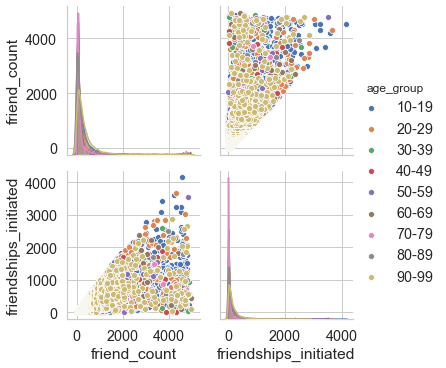 friend_count
4000
2000
0
friendships_initiated
4000
3000
2000
1000
0
0 2000 4000
friend_count
0 2000 4000
friendships_initiated
age_group
10-19
20-29
30-39
40-49
50-59
60-69
70-79
80-89
90-99